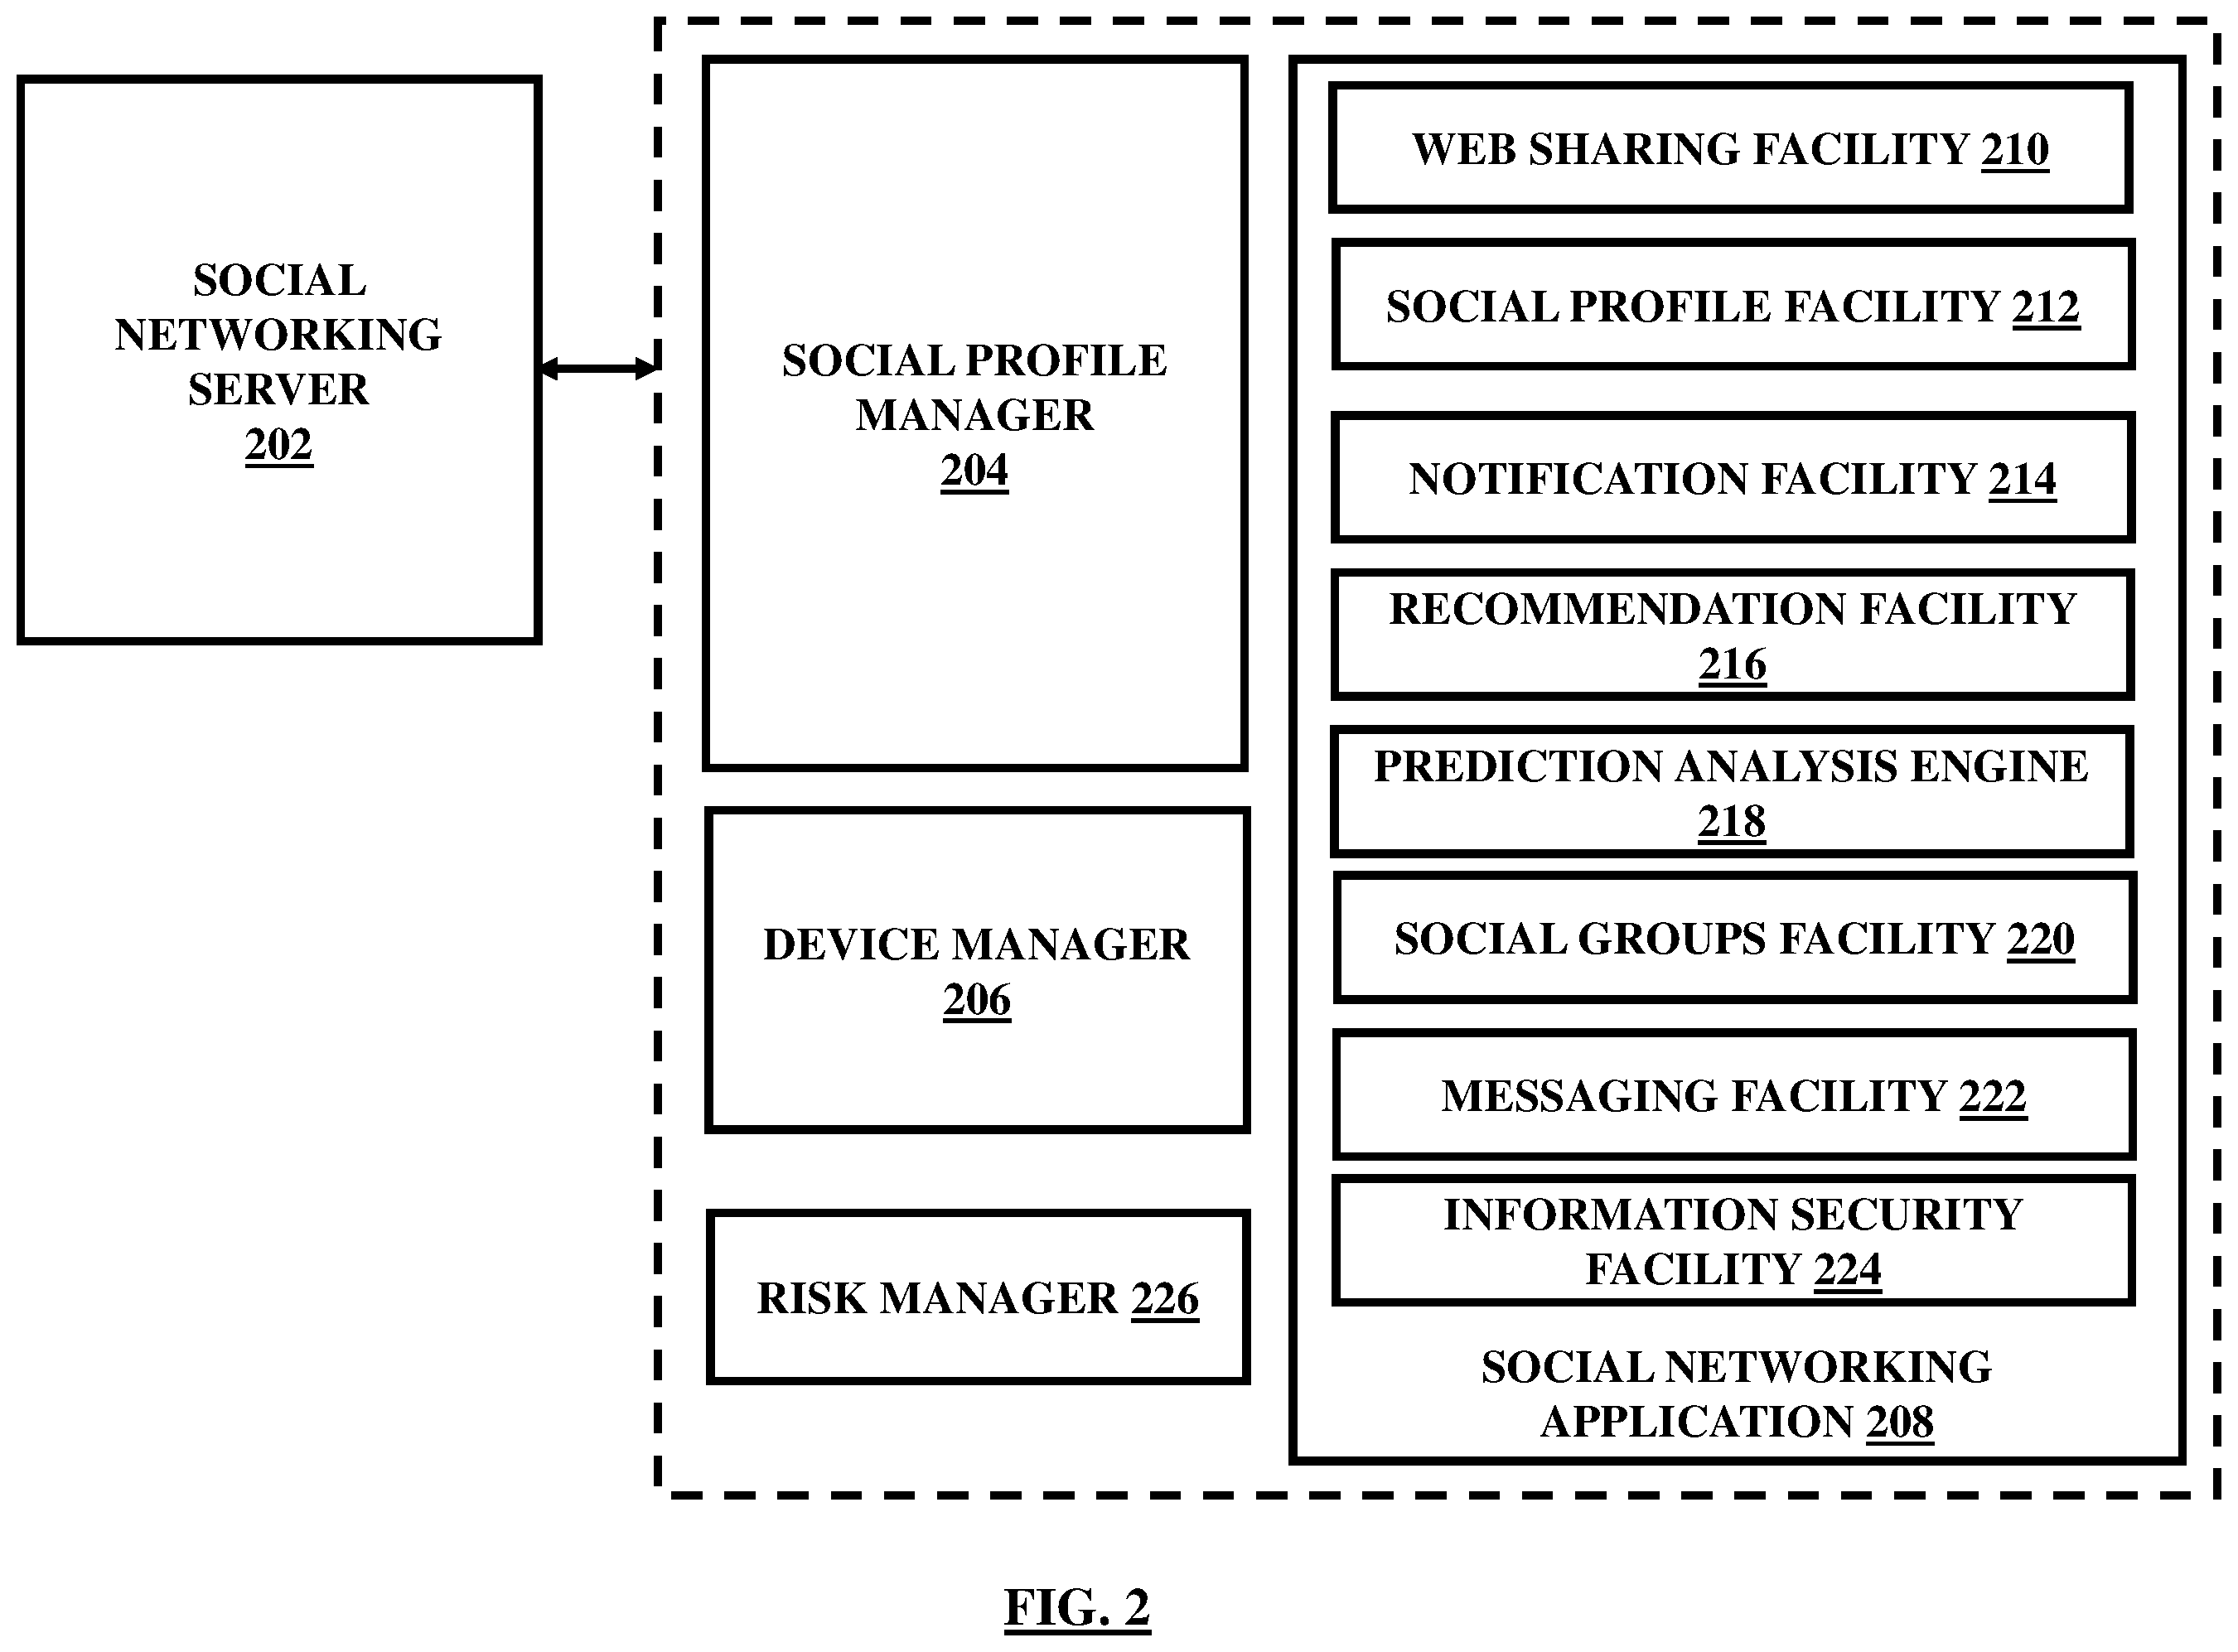 SOCIAL
NETWORKING
SERVER
202
SOCIAL PROFILE
MANAGER
204
DEVICE MANAGER
206
RISK MANAGER 226
WEB SHARING FACILITY 210
SOCIAL PROFILE FACILITY 212
NOTIFICATION FACILITY 214
RECOMMENDATION FACILITY
216
PREDICTION ANALYSIS ENGINE
218
SOCIAL GROUPS FACILITY 220
MESSAGING FACILITY 222
INFORMATION SECURITY
FACILITY 224
SOCIAL NETWORKING
APPLICATION 208
FIG. 2